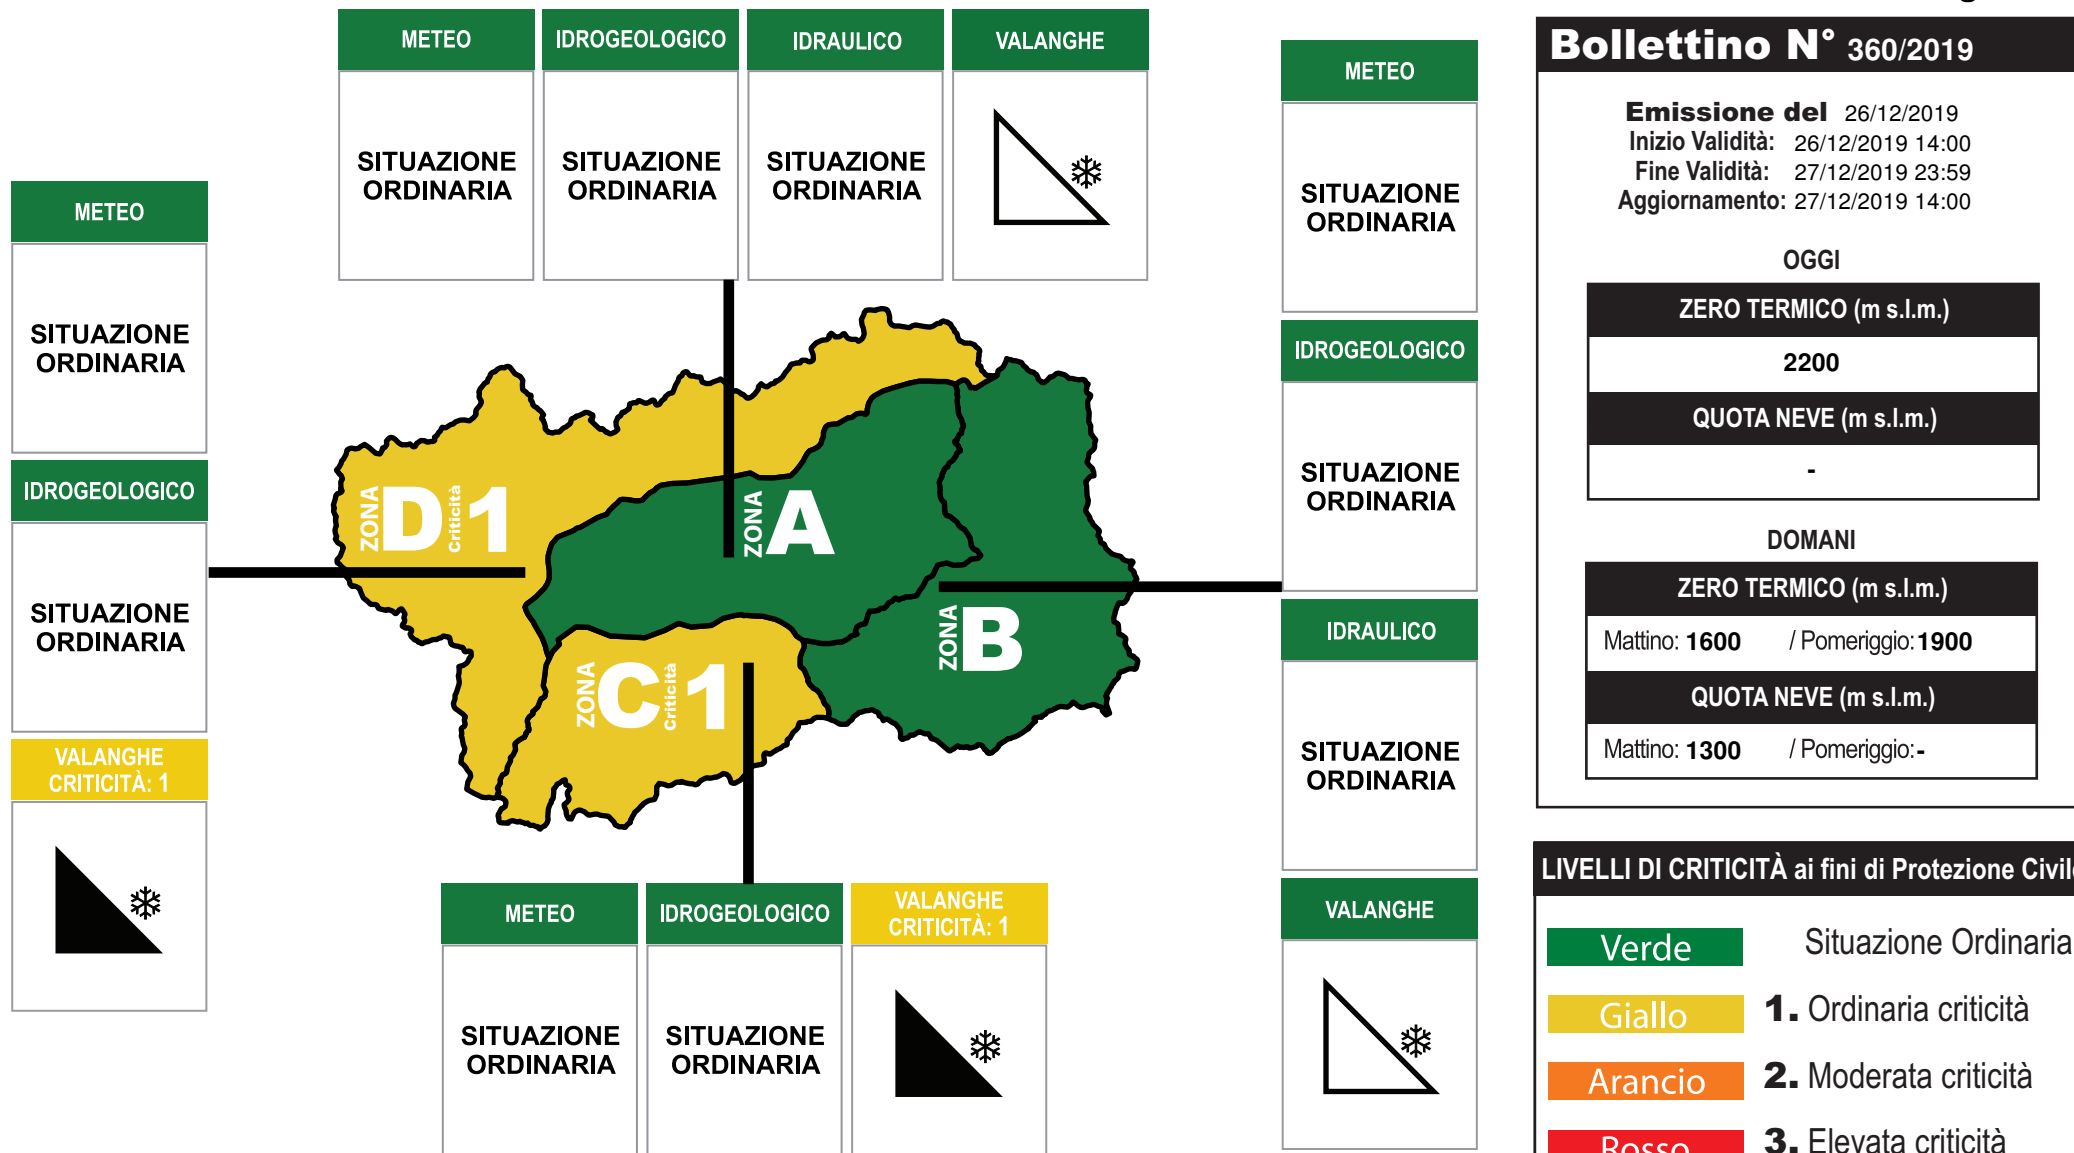 METEO
IDROGEOLOGICO
IDRAULICO
VALANGHE
SITUAZIONE
ORDINARIA
SITUAZIONE
ORDINARIA
SITUAZIONE
ORDINARIA
METEO
SITUAZIONE
ORDINARIA
IDROGEOLOGICO
SITUAZIONE
ORDINARIA
VALANGHE
CRITICITÀ: 1
ZONA D Criticità 1
ZONA A
ZONA B
ZONA C Criticità 1
METEO
IDROGEOLOGICO
VALANGHE
CRITICITÀ: 1
SITUAZIONE
ORDINARIA
SITUAZIONE
ORDINARIA
METEO
SITUAZIONE
ORDINARIA
IDROGEOLOGICO
SITUAZIONE
ORDINARIA
IDRAULICO
SITUAZIONE
ORDINARIA
VALANGHE
Bollettino N° 360/2019
Emissione del 26/12/2019
Inizio Validità: 26/12/2019 14:00
Fine Validità: 27/12/2019 23:59
Aggiornamento: 27/12/2019 14:00
OGGI
ZERO TERMICO (m s.l.m.)
2200
QUOTA NEVE (m s.l.m.)
-
DOMANI
ZERO TERMICO (m s.l.m.)
Mattino: 1600 / Pomeriggio: 1900
QUOTA NEVE (m s.l.m.)
Mattino: 1300 / Pomeriggio: -
LIVELLI DI CRITICITÀ ai fini di Protezione Civile
Verde Situazione Ordinaria
Giallo 1. Ordinaria criticità
Arancio 2. Moderata criticità
Rosso 3. Elevata criticità